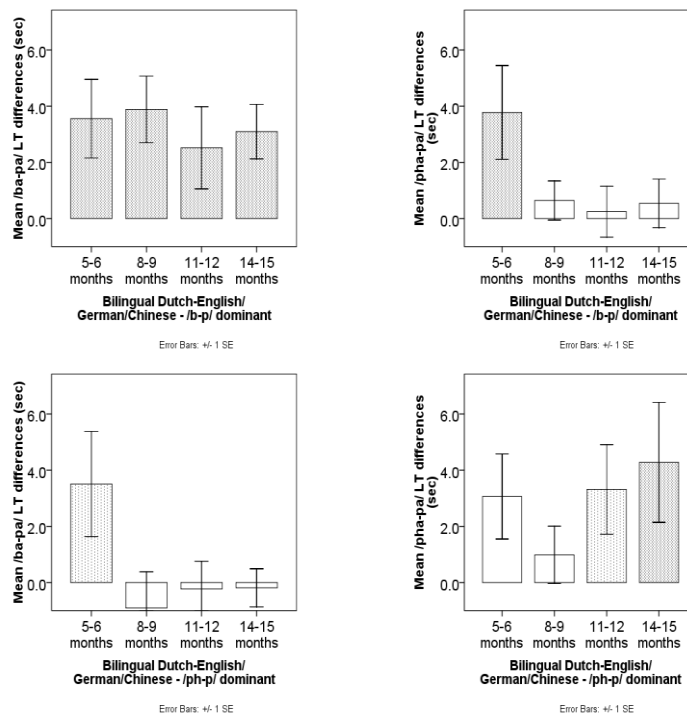 Mean /ba-pa/ LT differences (sec)
6.0
4.0
2.0
0.0
5-6
months
8-9
months
11-12
months
14-15
months
Bilingual Dutch-English/
German/Chinese - /b-p/ dominant
Error Bars: +/- 1 SE
Mean /pha-pa/ LT differences
(sec)
6.0
4.0
2.0
0.0
5-6
months
8-9
months
11-12
months
14-15
months
Bilingual Dutch-English/
German/Chinese - /b-p/ dominant
Error Bars: +/- 1 SE
Mean /ba-pa/ LT differences (sec)
6.0
4.0
2.0
0.0
5-6
months
8-9
months
11-12
months
14-15
months
Bilingual Dutch-English/
German/Chinese - /ph-p/ dominant
Error Bars: +/- 1 SE
Mean /pha-pa/ LT differences
(sec)
6.0
4.0
2.0
0.0
5-6
months
8-9
months
11-12
months
14-15
months
Bilingual Dutch-English/
German/Chinese - /ph-p/ dominant
Error Bars: +/- 1 SE